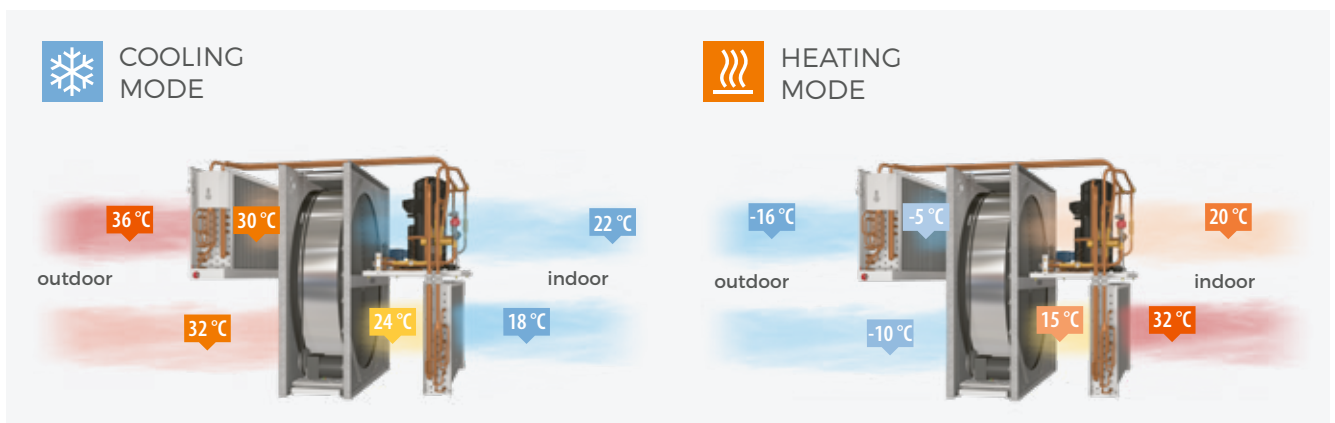 COOLING
MODE
36 °C
30 °C
22 °C
outdoor
indoor
32 °C
24 °C
18 °C
HEATING
MODE
-16 °C
-5 °C
20 °C
outdoor
indoor
-10 °C
15 °C
32 °C